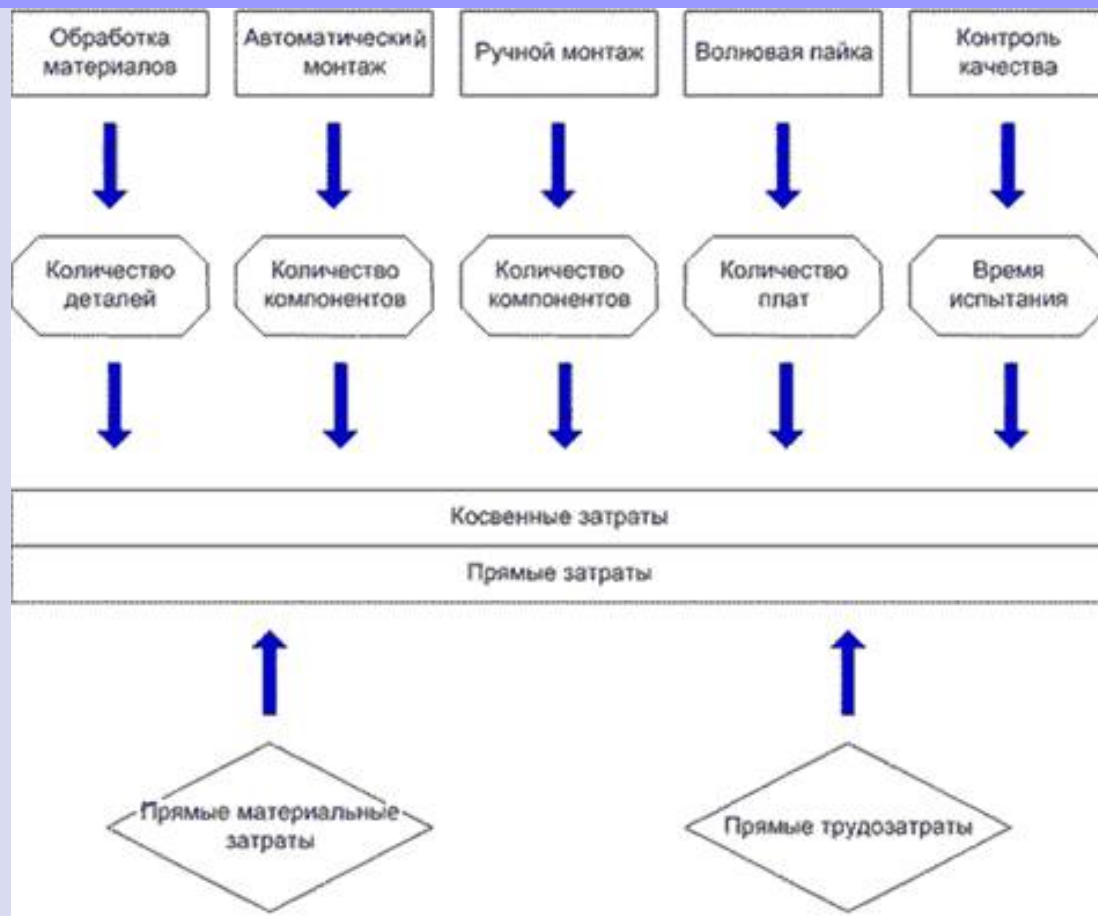 Обработка
материалов
Автоматический
монтаж
Ручной монтаж
Волновая пайка
Контроль
качества
Количество
деталей
Количество
компонентов
Количество
компонентов
Количество
плат
Время
испытания
Косвенные затраты
Прямые затраты
Прямые материальные
затраты
Прямые трудозатраты